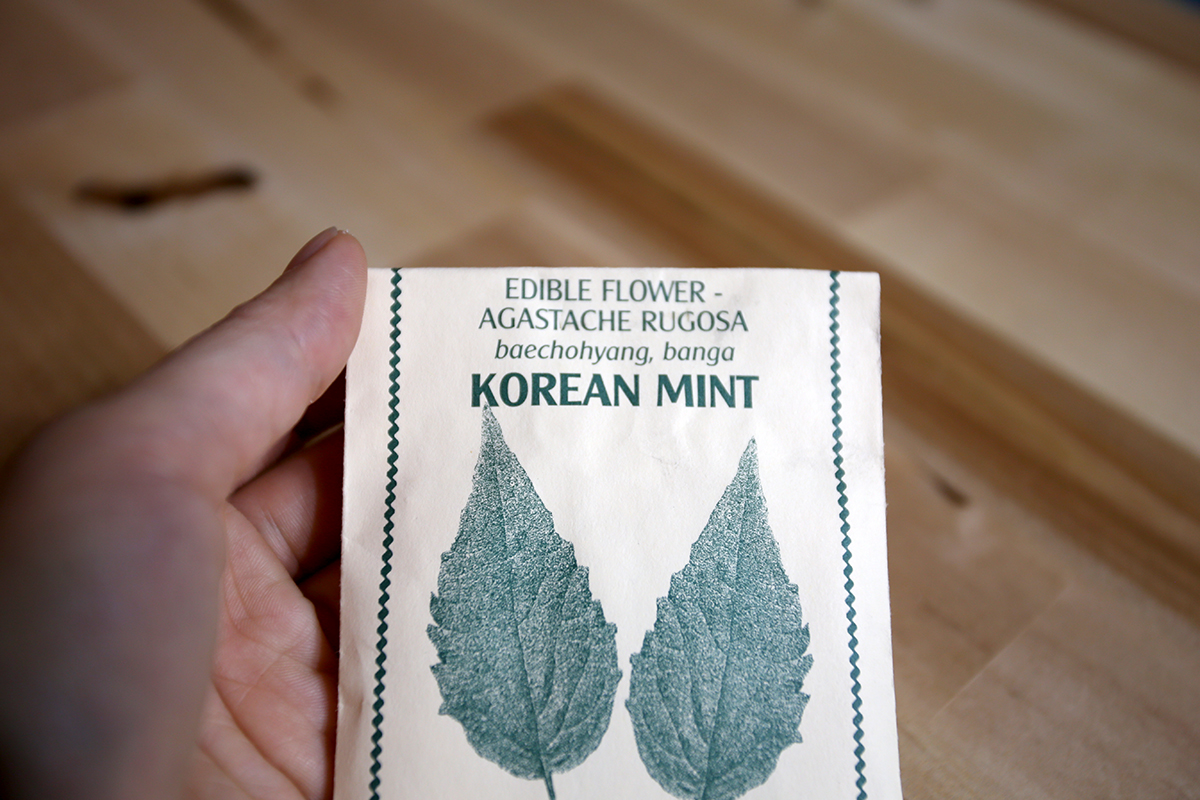 EDIBLE FLOWER -
AGASTACHE RUGOSA
baechohyang, banga
KOREAN MINT